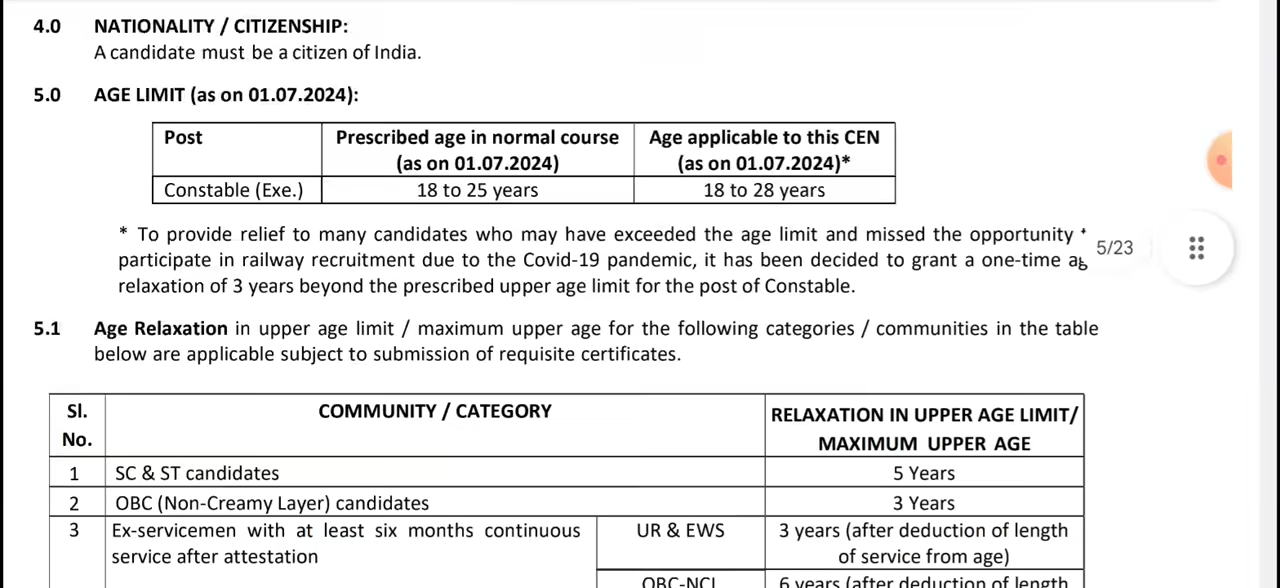 4.0 NATIONALITY / CITIZENSHIP:
A candidate must be a citizen of India.
5.0 AGE LIMIT (as on 01.07.2024):
Post Prescribed age in normal course Age applicable to this CEN
(as on 01.07.2024) (as on 01.07.2024)*
Constable (Exe.) 18 to 25 years 18 to 28 years
* To provide relief to many candidates who may have exceeded the age limit and missed the opportunity
5/23
participate in railway recruitment due to the Covid-19 pandemic, it has been decided to grant a one-time
relaxation of 3 years beyond the prescribed upper age limit for the post of Constable.
5.1 Age Relaxation in upper age limit / maximum upper age for the following categories / communities in the table
below are applicable subject to submission of requisite certificates.
Sl. COMMUNITY / CATEGORY RELAXATION IN UPPER AGE LIMIT/
No. MAXIMUM UPPER AGE
1 SC & ST candidates 5 Years
2 OBC (Non-Creamy Layer) candidates 3 Years
3 Ex-servicemen with at least six months continuous UR & EWS 3 years (after deduction of length
service after attestation of service from age)
OBC-NCL 6 years (after deduction of length